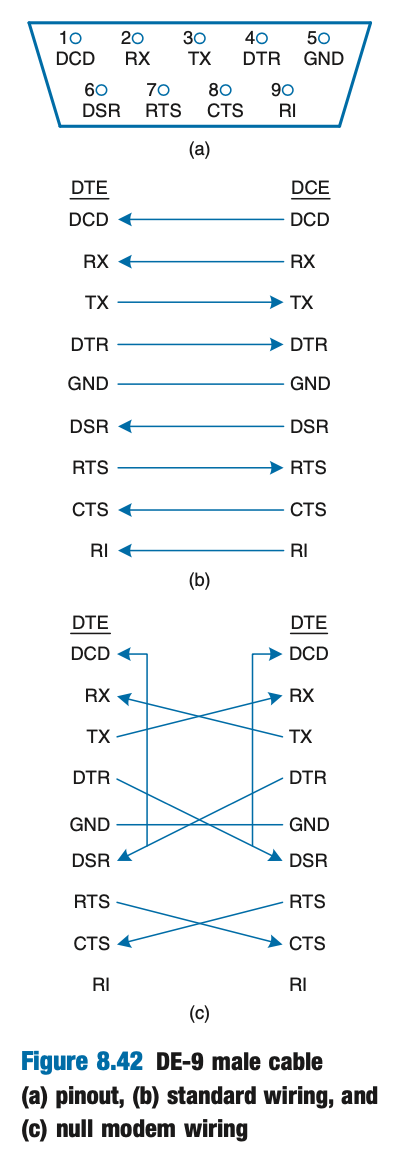 1 2 3 4 5
DCD RX TX DTR GND
6 7 8 9
DSR RTS CTS RI
(a)
DTE DCE
DCD DCD
RX RX
TX TX
DTR DTR
GND GND
DSR DSR
RTS RTS
CTS CTS
RI RI
(b)
DTE DTE
DCD DCD
RX RX
TX TX
DTR DTR
GND GND
DSR DSR
RTS RTS
CTS CTS
RI RI
(c)
Figure 8.42 DE-9 male cable
(a) pinout, (b) standard wiring, and
(c) null modem wiring